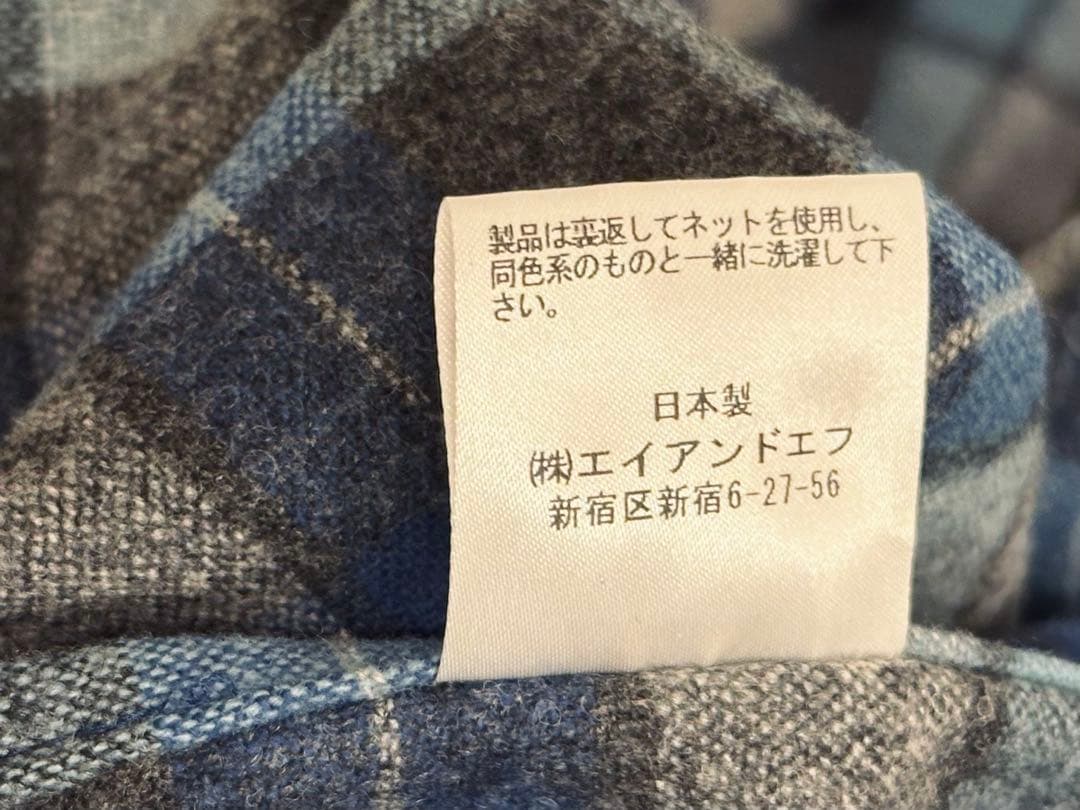 製品は裏返してネットを使用し、
同色系のものと一緒に洗濯して下
さい。
日本製
㈱エイアンドエフ
新宿区新宿6-27-56